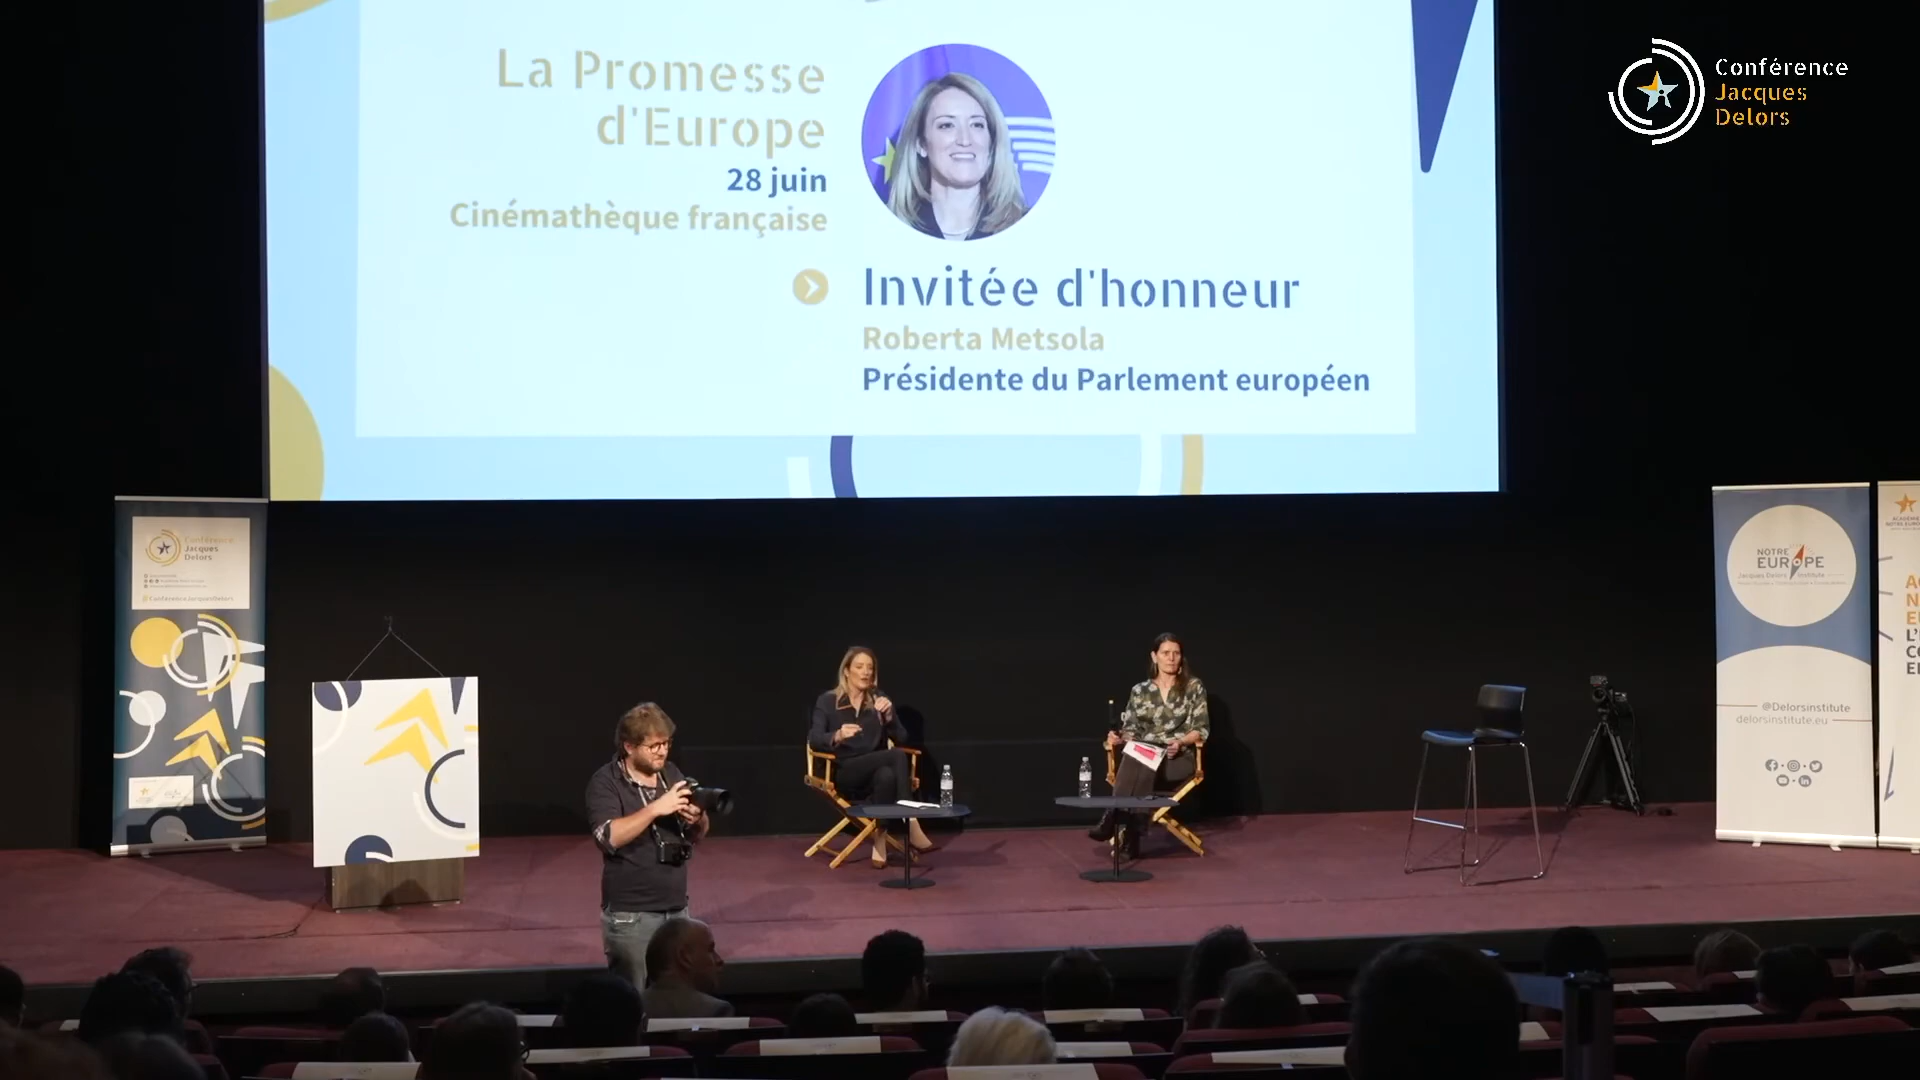 La Promesse
d'Europe
28 juin
Cinémathèque française
Invitée d'honneur
Roberta Metsola
Présidente du Parlement européen
Conférence
Jacques
Delors
Conférence
Jacques
Delors
#ConférenceJacquesDelors
NOTRE
EUROPE
Jacques Delors Institute
@Delorsinstitute
delorsinstitute.eu